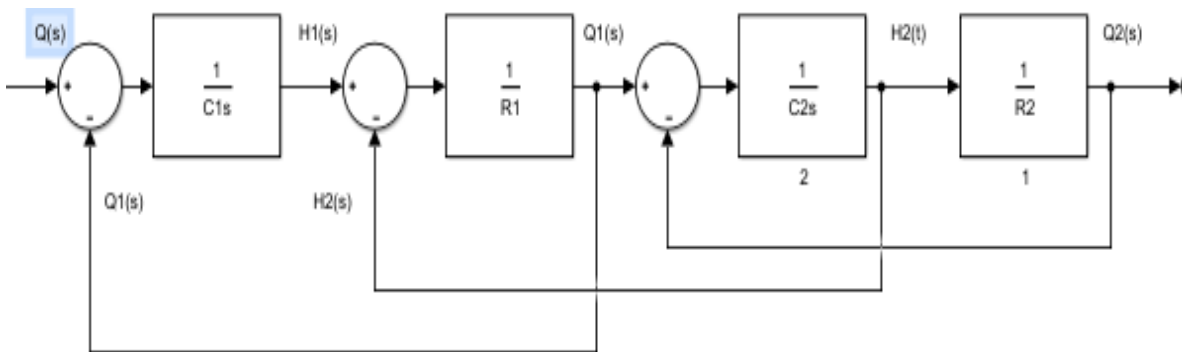 Q(s)
H1(s)
Q1(s)
H2(t)
Q2(s)
+
-
1
C1s
+
-
1
R1
+
-
1
C2s
1
R2
2
1
Q1(s)
H2(s)